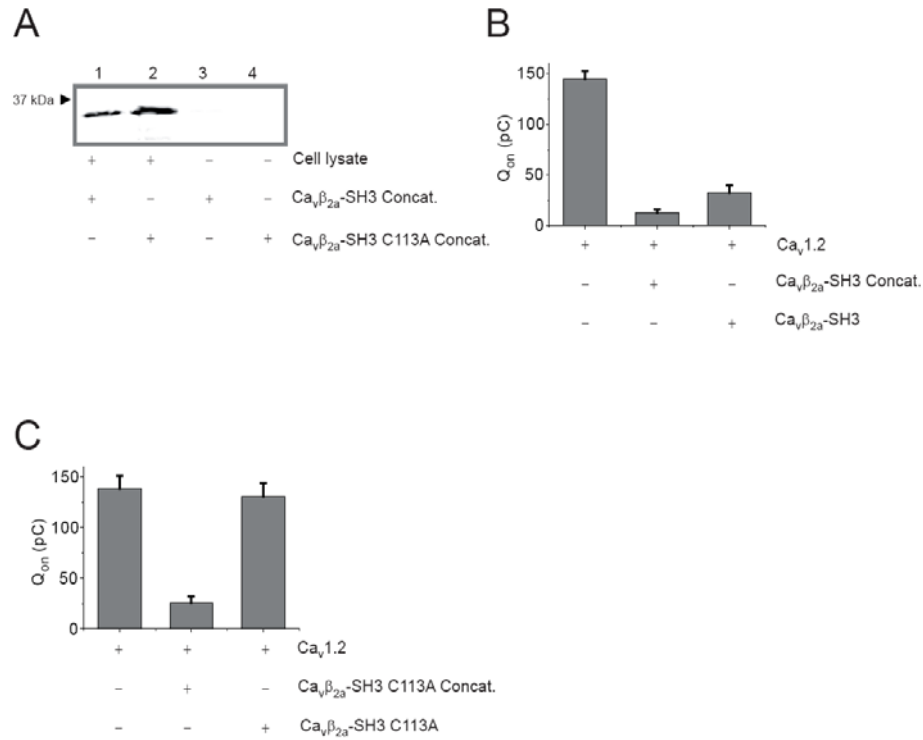 A
1 2 3 4
37 kDa
+ + – – Cell lysate
+ – + – Cavβ2a-SH3 Concat.
– + – + Cavβ2a-SH3 C113A Concat.
B
Qon (pC)
150
100
50
0
+ + + Cav1.2
– + – Cavβ2a-SH3 Concat.
– – + Cavβ2a-SH3
C
Qon (pC)
150
100
50
0
+ + + Cav1.2
– + – Cavβ2a-SH3 C113A Concat.
– – + Cavβ2a-SH3 C113A